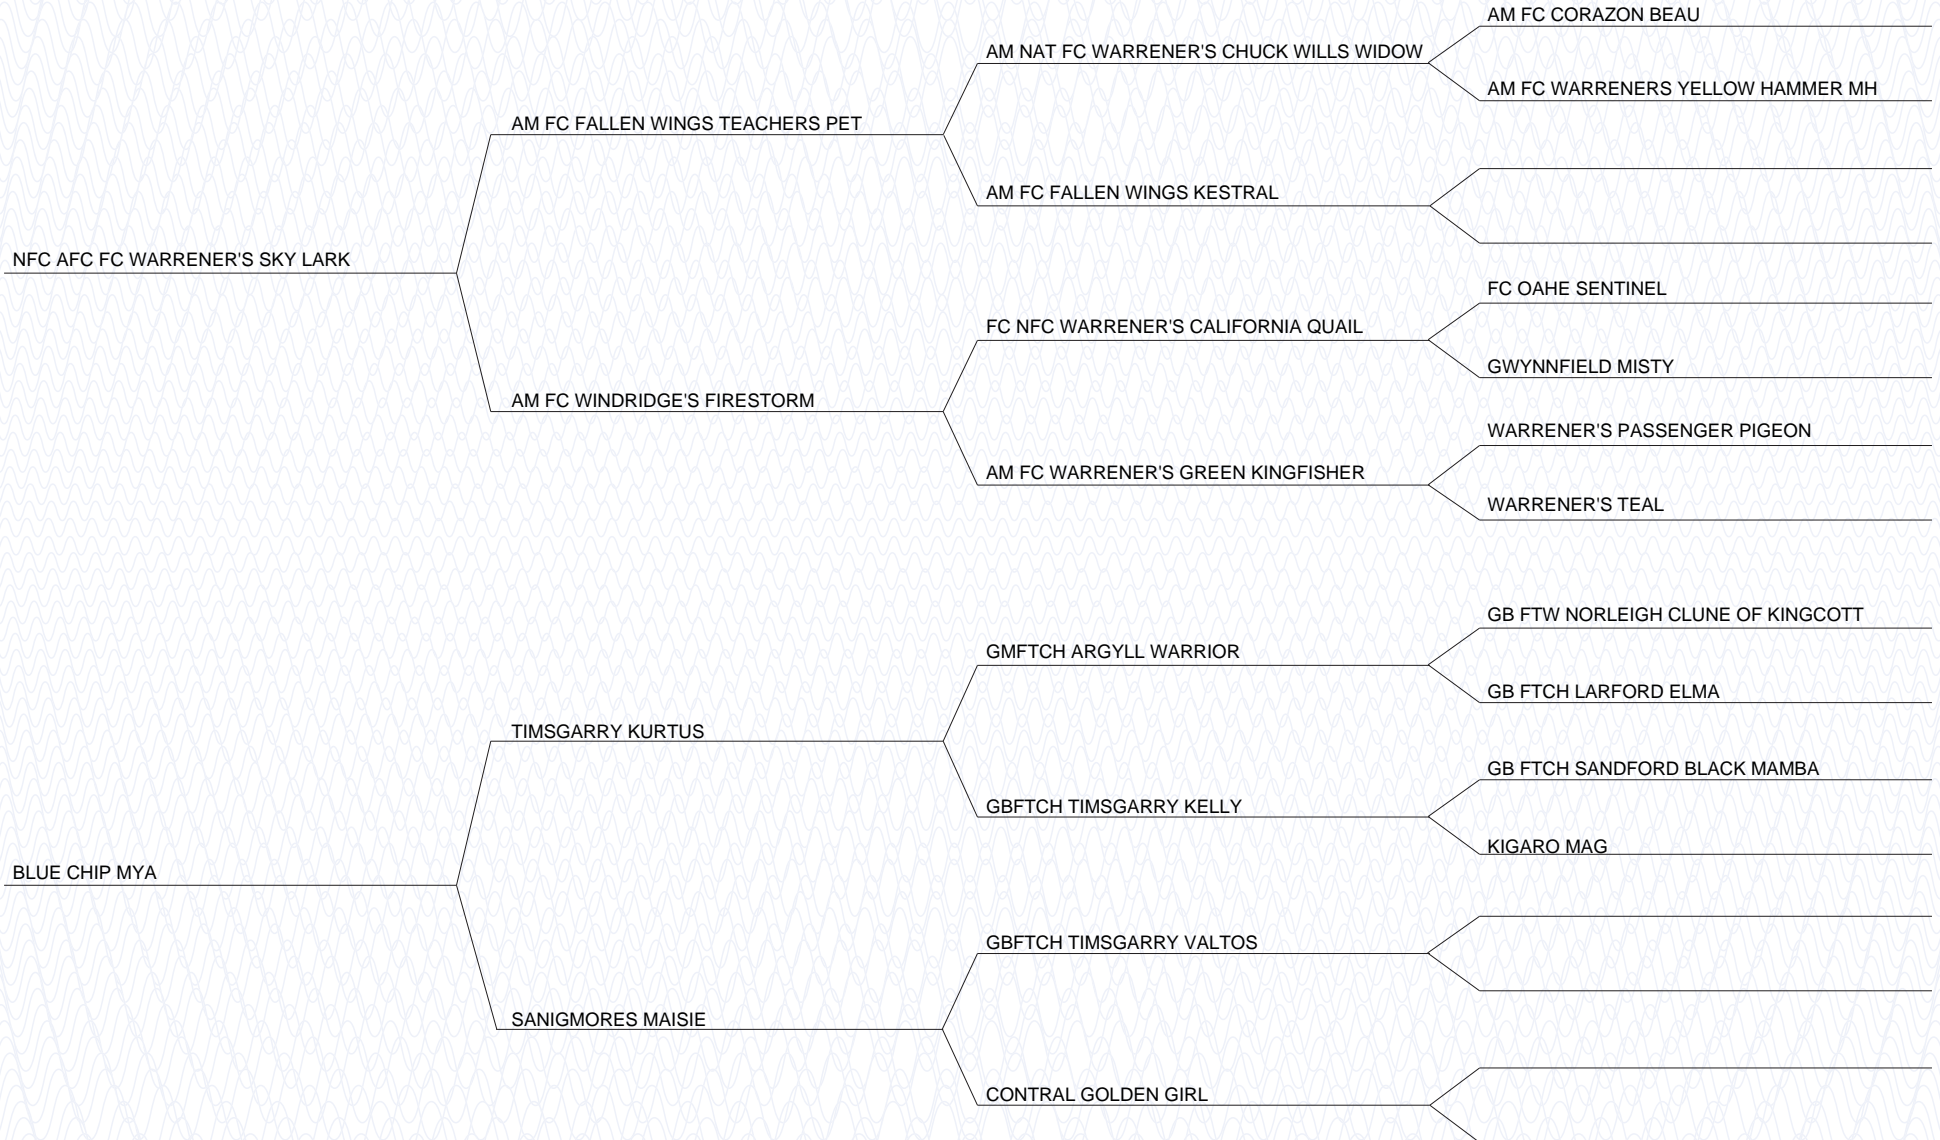 AM FC CORAZON BEAU
AM NAT FC WARRENER'S CHUCK WILLS WIDOW
AM FC WARRENERS YELLOW HAMMER MH
AM FC FALLEN WINGS TEACHERS PET
AM FC FALLEN WINGS KESTRAL
NFC AFC FC WARRENER'S SKY LARK
FC OAHE SENTINEL
FC NFC WARRENER'S CALIFORNIA QUAIL
GWYNNFIELD MISTY
AM FC WINDRIDGE'S FIRESTORM
WARRENER'S PASSENGER PIGEON
AM FC WARRENER'S GREEN KINGFISHER
WARRENER'S TEAL
GB FTW NORLEIGH CLUNE OF KINGCOTT
GMFTCH ARGYLL WARRIOR
GB FTCH LARFORD ELMA
TIMSGARRY KURTUS
GB FTCH SANDFORD BLACK MAMBA
GBFTCH TIMSGARRY KELLY
KIGARO MAG
BLUE CHIP MYA
GBFTCH TIMSGARRY VALTOS
SANIGMORES MAISIE
CONTRAL GOLDEN GIRL